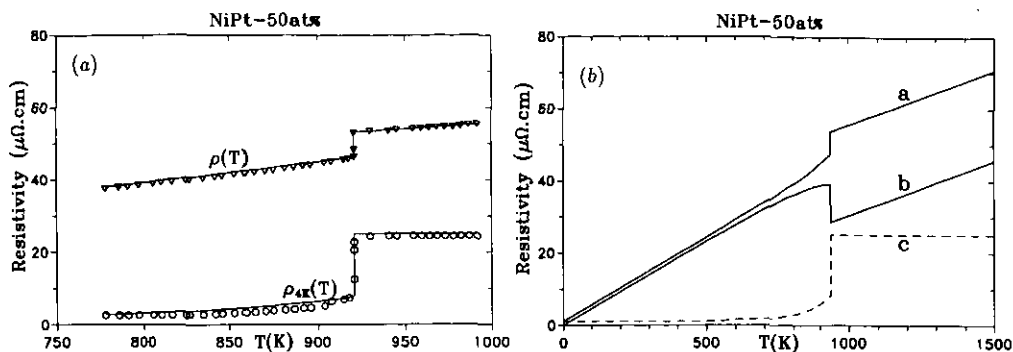 NiPt-50at%
(a)
80
60
40
20
0
Resistivity (μΩ.cm)
ρ(T)
ρ4K(T)
750
800
850
900
950
1000
T(K)
NiPt-50at%
(b)
80
60
40
20
0
Resistivity (μΩ.cm)
a
b
c
0
500
1000
1500
T(K)